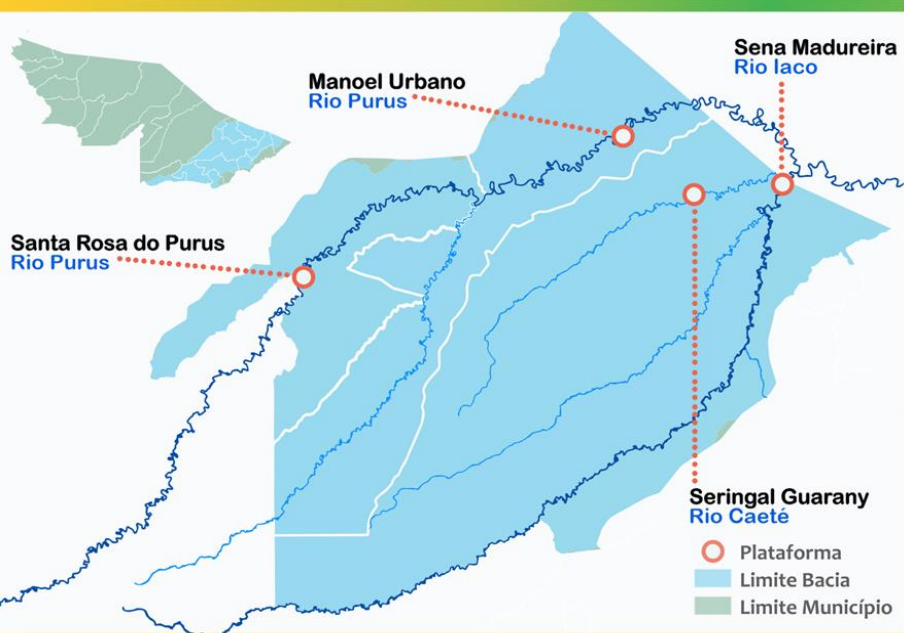 Sena Madureira
Rio Iaco
Manoel Urbano
Rio Purus
Santa Rosa do Purus
Rio Purus
Seringal Guarany
Rio Caeté
Plataforma
Limite Bacia
Limite Município